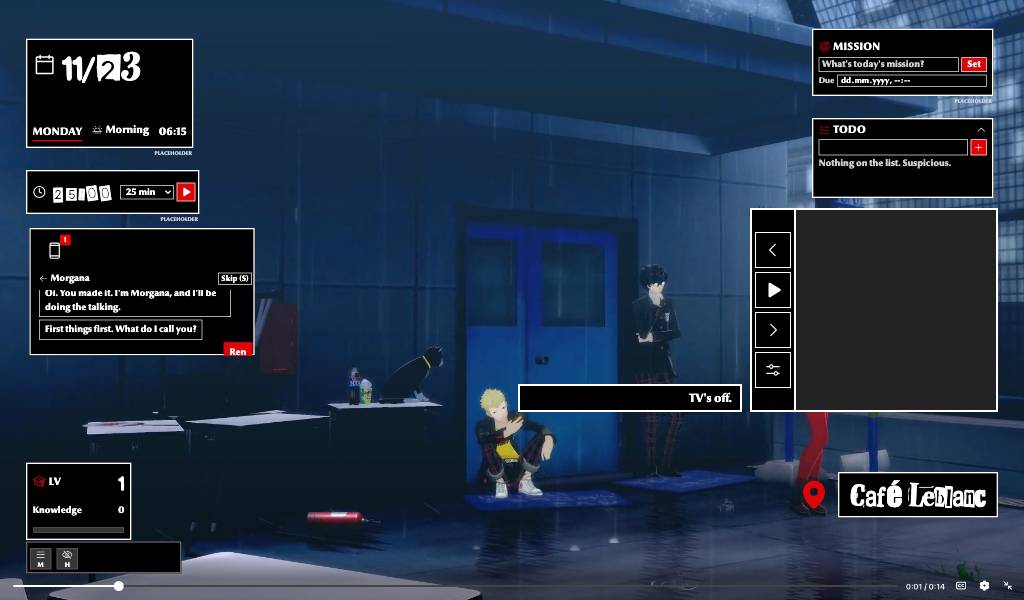 11/23
MONDAY
Morning
06:15
PLACEHOLDER
25:00
25 min
PLACEHOLDER
1
← Morgana
Skip (S)
Oi. You made it. I'm Morgana, and I'll be
doing the talking.
First things first. What do I call you?
Ren
LV 1
Knowledge 0
M
H
MISSION
What's today's mission?
Set
Due dd.mm.yyyy, --:--
PLACEHOLDER
TODO
+
Nothing on the list. Suspicious.
TV's off.
Café Leblanc
0:01 / 0:14
CC